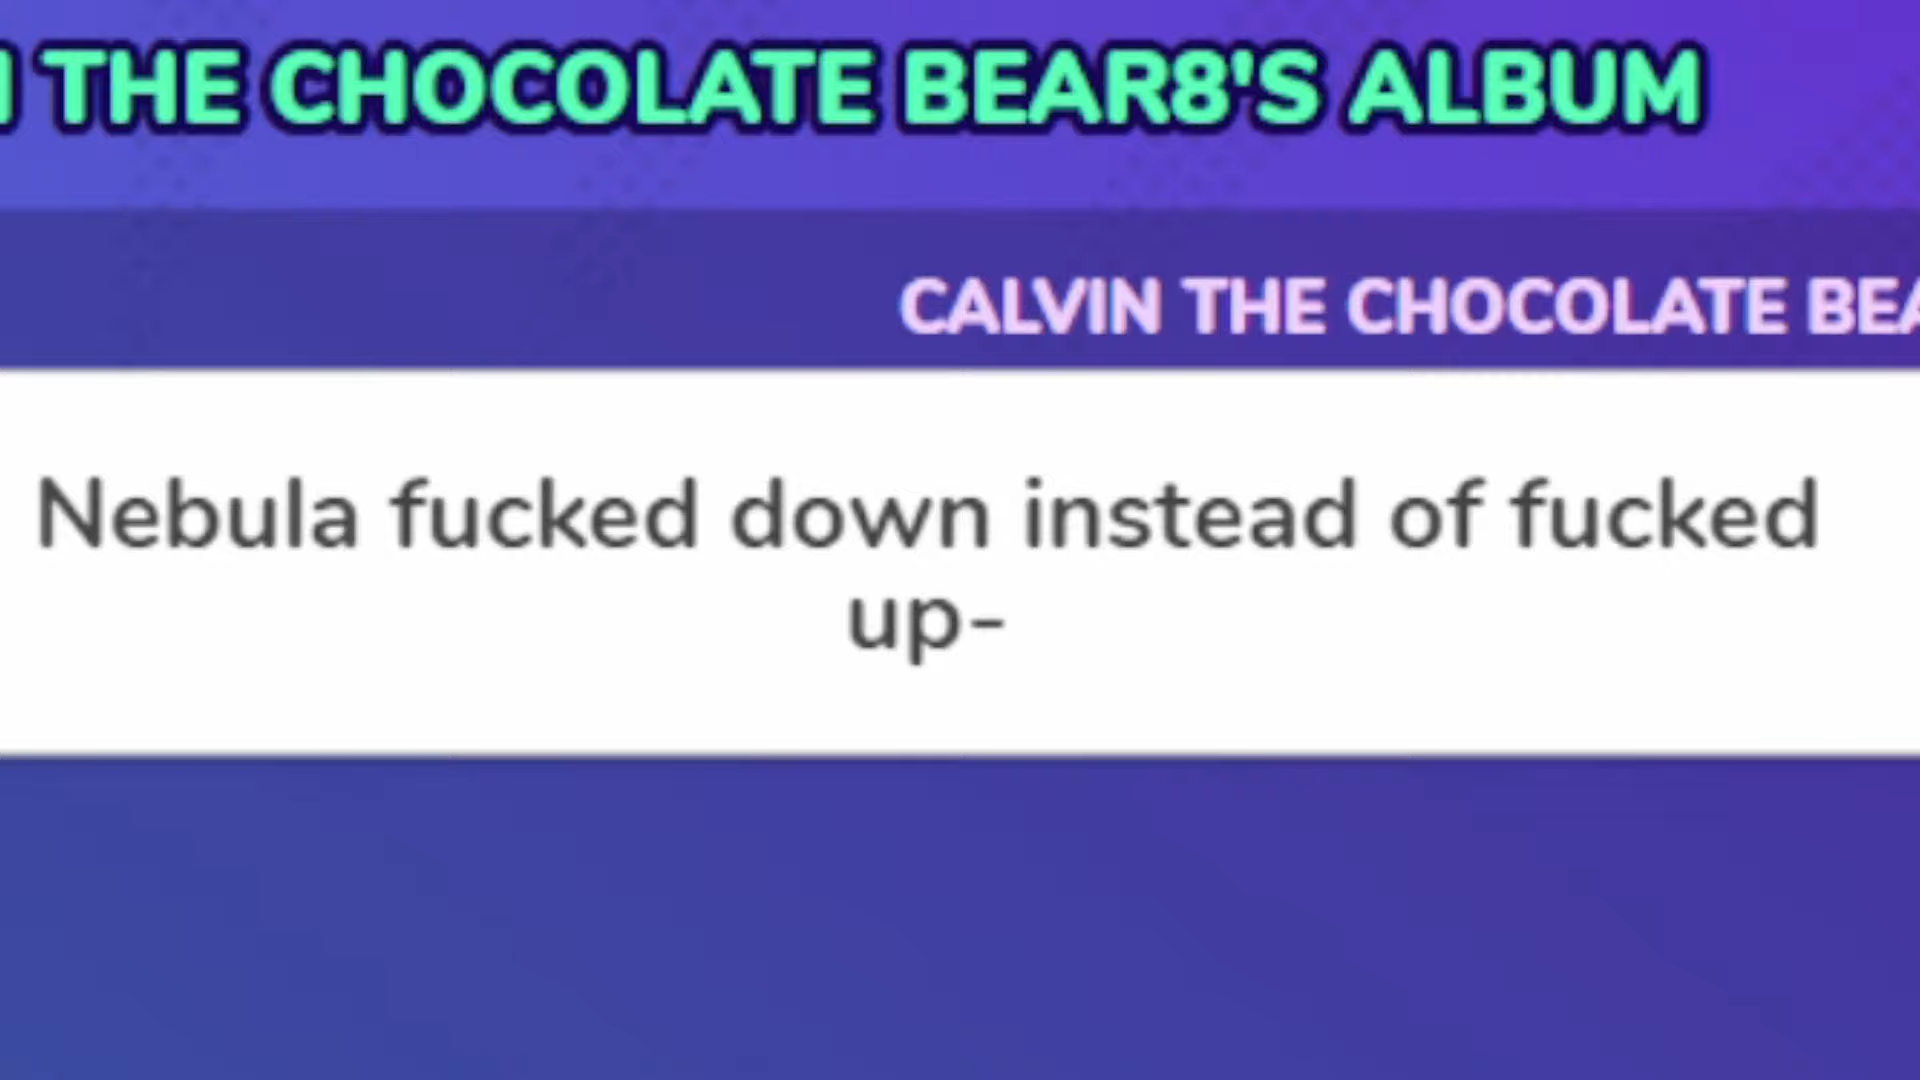 THE CHOCOLATE BEAR8'S ALBUM
CALVIN THE CHOCOLATE
Nebula fucked down instead of fucked
up-